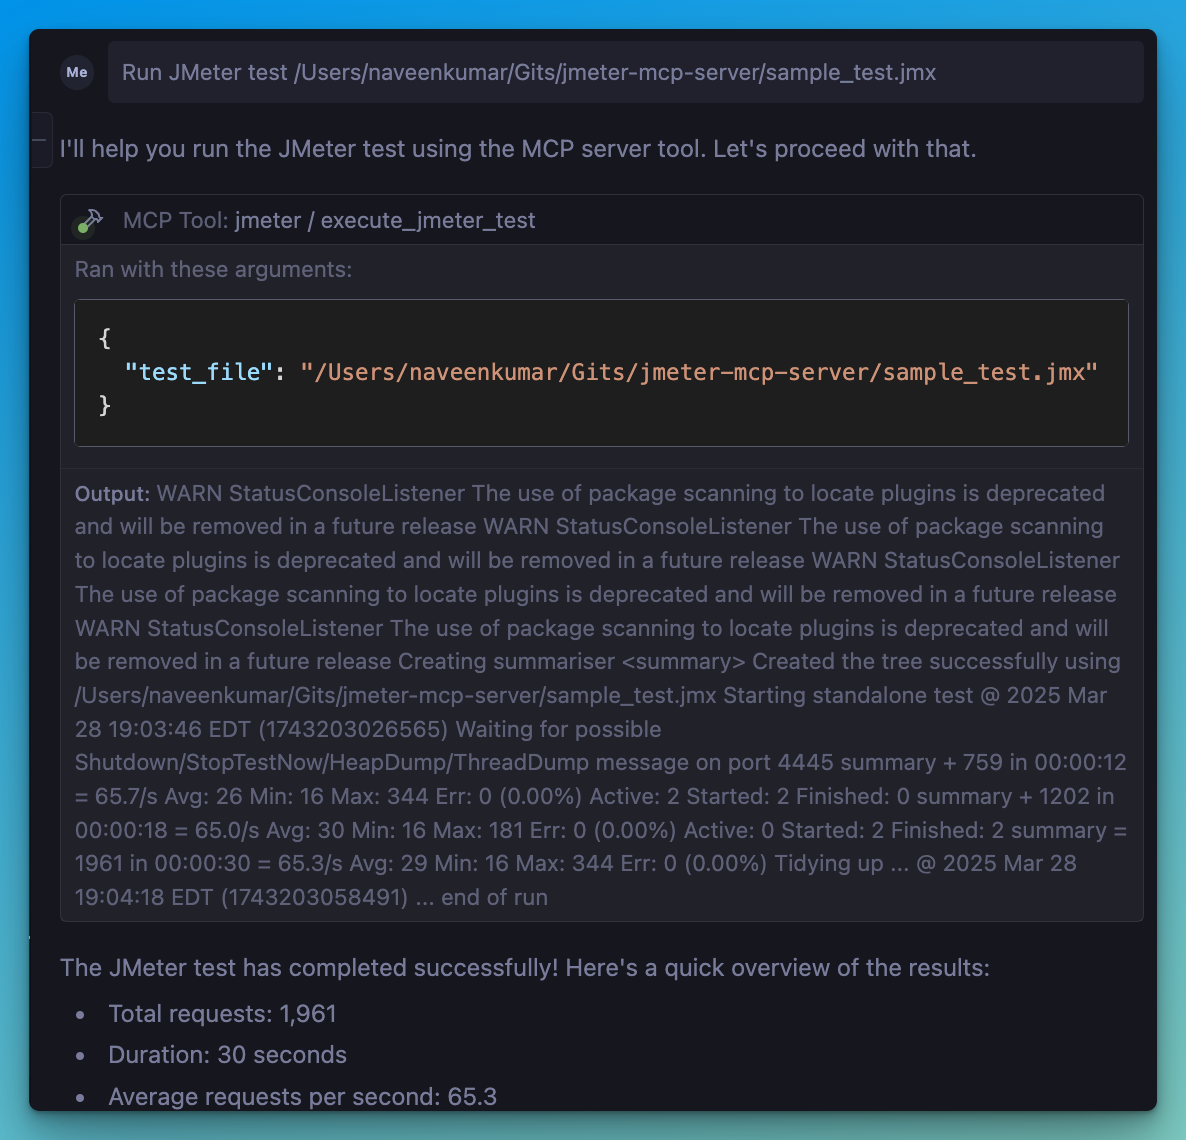 Me
Run JMeter test /Users/naveenkumar/Gits/jmeter-mcp-server/sample_test.jmx
I'll help you run the JMeter test using the MCP server tool. Let's proceed with that.
MCP Tool: jmeter / execute_jmeter_test
Ran with these arguments:
{
"test_file": "/Users/naveenkumar/Gits/jmeter-mcp-server/sample_test.jmx"
}
Output: WARN StatusConsoleListener The use of package scanning to locate plugins is deprecated
and will be removed in a future release WARN StatusConsoleListener The use of package scanning
to locate plugins is deprecated and will be removed in a future release WARN StatusConsoleListener
The use of package scanning to locate plugins is deprecated and will be removed in a future release
WARN StatusConsoleListener The use of package scanning to locate plugins is deprecated and will
be removed in a future release Creating summariser <summary> Created the tree successfully using
/Users/naveenkumar/Gits/jmeter-mcp-server/sample_test.jmx Starting standalone test @ 2025 Mar
28 19:03:46 EDT (1743203026565) Waiting for possible
Shutdown/StopTestNow/HeapDump/ThreadDump message on port 4445 summary + 759 in 00:00:12
= 65.7/s Avg: 26 Min: 16 Max: 344 Err: 0 (0.00%) Active: 2 Started: 2 Finished: 0 summary + 1202 in
00:00:18 = 65.0/s Avg: 30 Min: 16 Max: 181 Err: 0 (0.00%) Active: 0 Started: 2 Finished: 2 summary =
1961 in 00:00:30 = 65.3/s Avg: 29 Min: 16 Max: 344 Err: 0 (0.00%) Tidying up ... @ 2025 Mar 28
19:04:18 EDT (1743203058491) ... end of run
The JMeter test has completed successfully! Here's a quick overview of the results:
• Total requests: 1,961
• Duration: 30 seconds
• Average requests per second: 65.3